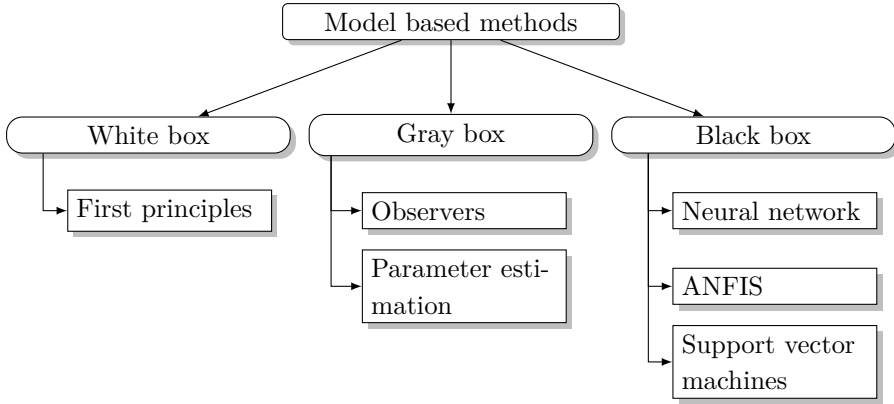 Model based methods
White box
Gray box
Black box
First principles
Observers
Parameter esti-
mation
Neural network
ANFIS
Support vector
machines